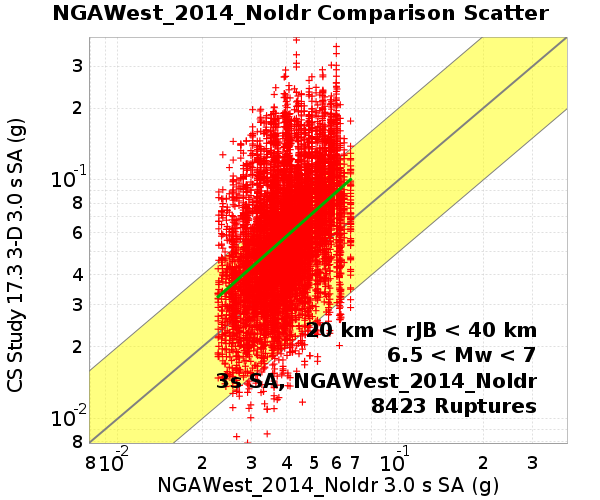 NGAWest_2014_NoIdr Comparison Scatter
CS Study 17.3 3-D 3.0 s SA (g)
3
2
10-1
8
6
4
3
2
10-2
8
20 km < rJB < 40 km
6.5 < Mw < 7
3s SA, NGAWest_2014_NoIdr
8423 Ruptures
8 10-2 2 3 4 5 6 7 10-1 2 3
NGAWest_2014_NoIdr 3.0 s SA (g)